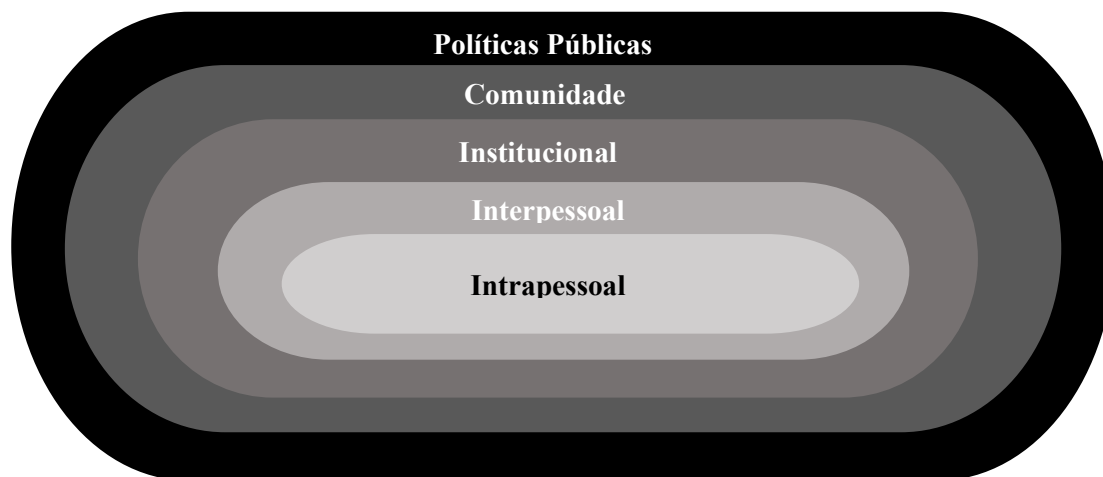 Políticas Públicas
Comunidade
Institucional
Interpessoal
Intrapessoal